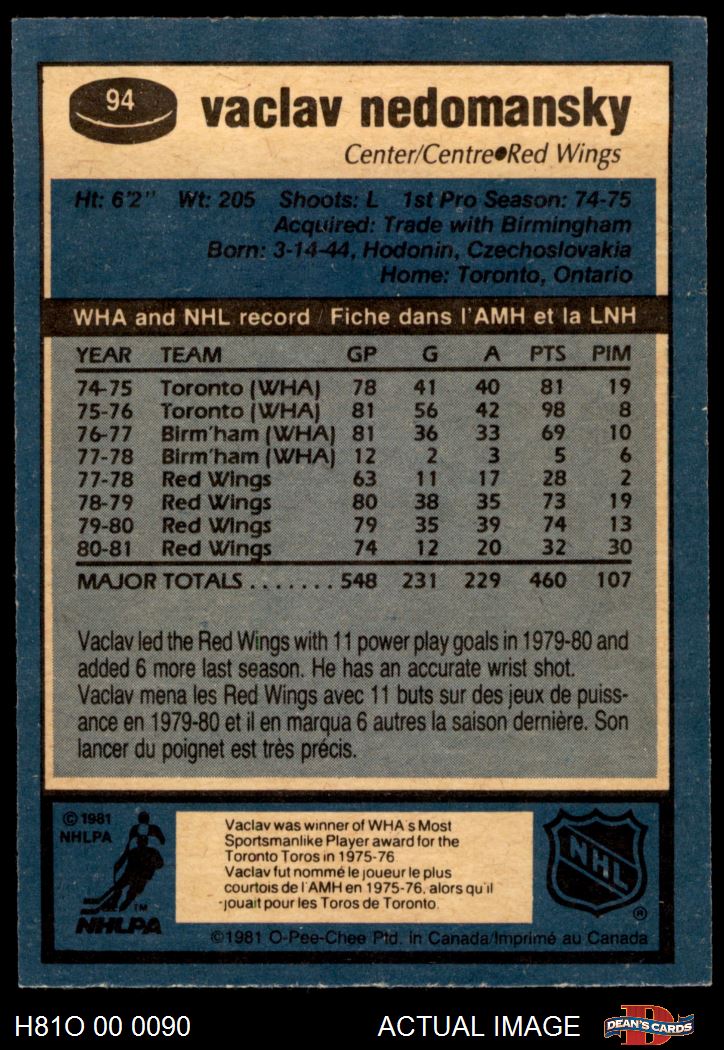 94
vaclav nedomansky
Center/Centre●Red Wings
Ht: 6'2" Wt: 205 Shoots: L 1st Pro Season: 74-75
Acquired: Trade with Birmingham
Born: 3-14-44, Hodonin, Czechoslovakia
Home: Toronto, Ontario
WHA and NHL record / Fiche dans l'AMH et la LNH
YEAR TEAM GP G A PTS PIM
74-75 Toronto (WHA) 78 41 40 81 19
75-76 Toronto (WHA) 81 56 42 98 8
76-77 Birm'ham (WHA) 81 36 33 69 10
77-78 Birm'ham (WHA) 12 2 3 5 6
77-78 Red Wings 63 11 17 28 2
78-79 Red Wings 80 38 35 73 19
79-80 Red Wings 79 35 39 74 13
80-81 Red Wings 74 12 20 32 30
MAJOR TOTALS ....... 548 231 229 460 107
Vaclav led the Red Wings with 11 power play goals in 1979-80 and
added 6 more last season. He has an accurate wrist shot.
Vaclav mena les Red Wings avec 11 buts sur des jeux de puiss-
ance en 1979-80 et il en marqua 6 autres la saison dernière. Son
lancer du poignet est très précis.
© 1981
NHLPA
TM
NHLPA
Vaclav was winner of WHA's Most
Sportsmanlike Player award for the
Toronto Toros in 1975-76
Vaclav fut nommé le joueur le plus
courtois de l'AMH en 1975-76, alors qu'il
jouait pour les Toros de Toronto.
NHL
®
©1981 O-Pee-Chee Ptd. in Canada/Imprimé au Canada
H81O 00 0090 ACTUAL IMAGE
D
DEAN'S CARDS